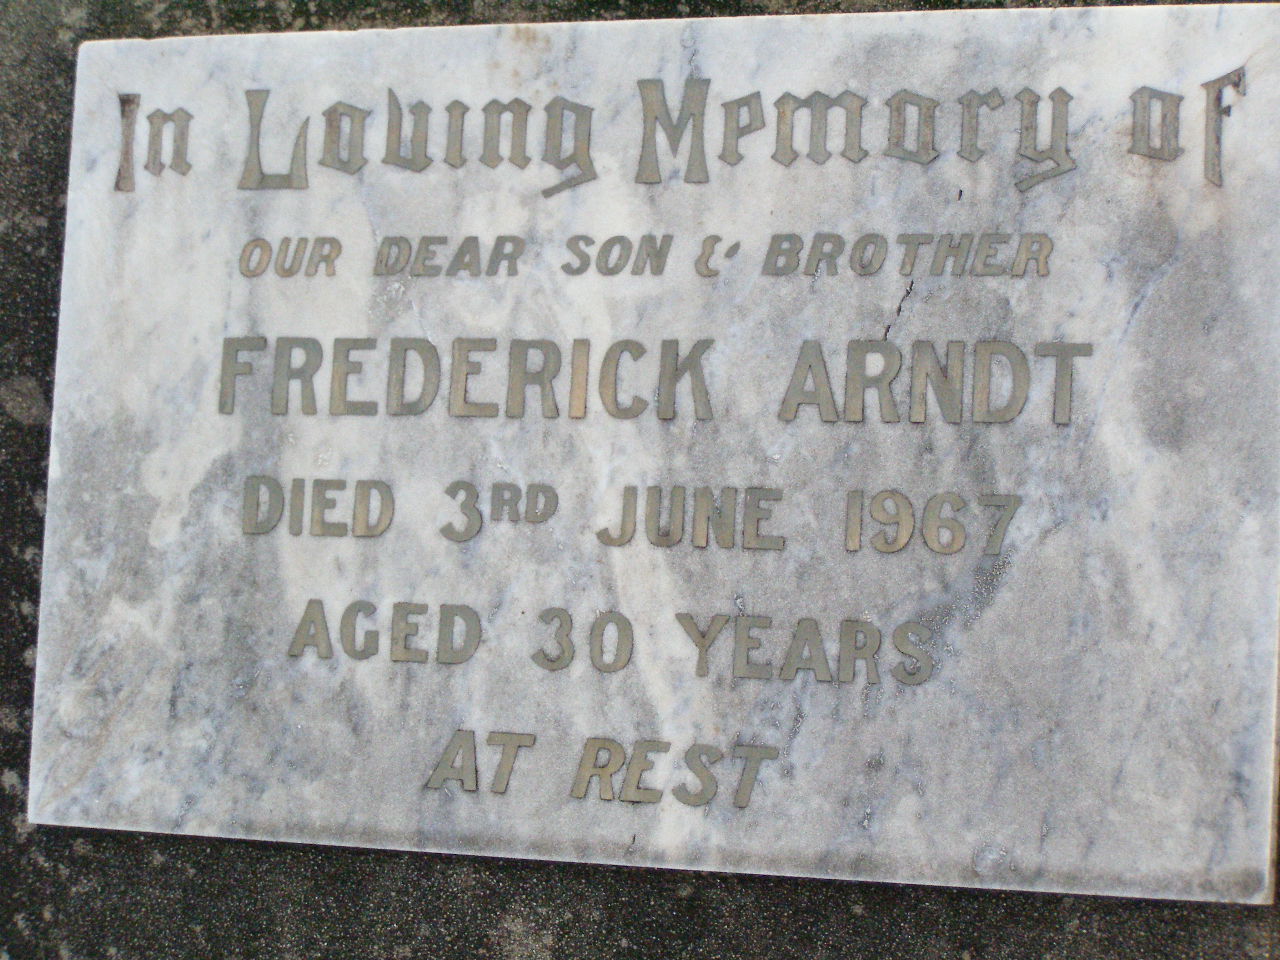 In Loving Memory of
OUR DEAR SON & BROTHER
FREDERICK ARNDT
DIED 3RD JUNE 1967
AGED 30 YEARS
AT REST